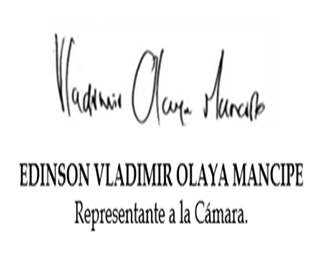 Vladimir Olaya Mancipe
EDINSON VLADIMIR OLAYA MANCIPE
Representante a la Cámara.